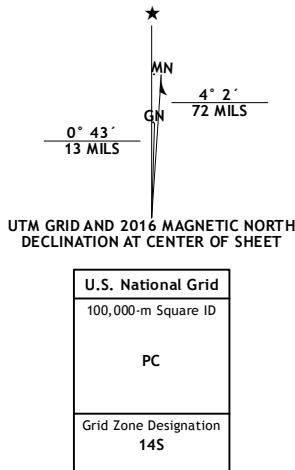 MN
GN
4° 2´
72 MILS
0° 43´
13 MILS
UTM GRID AND 2016 MAGNETIC NORTH
DECLINATION AT CENTER OF SHEET
U.S. National Grid
100,000-m Square ID
PC
Grid Zone Designation
14S